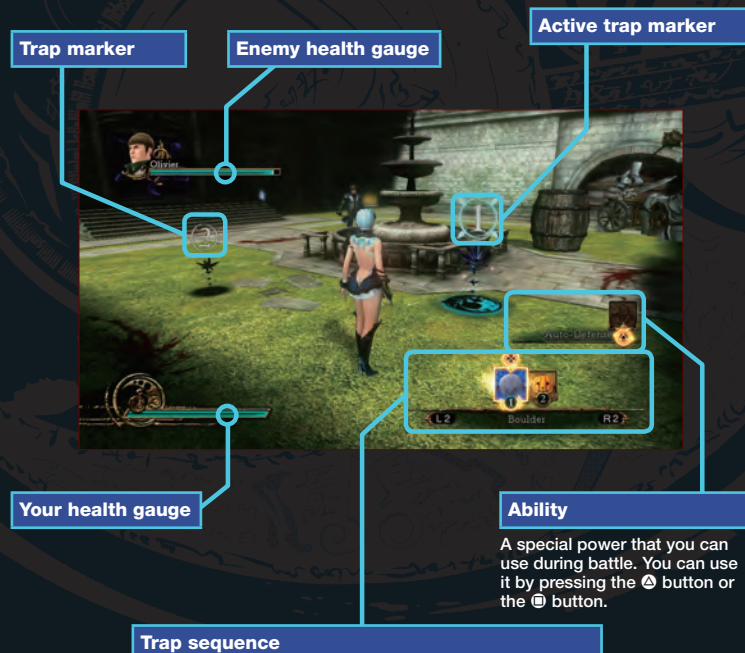 Trap marker
Enemy health gauge
Active trap marker
Olivier
1
2
Auto-Defense
1
2
L2
Boulder
R2
Your health gauge
Ability
A special power that you can
use during battle. You can use
it by pressing the △ button or
the □ button.
Trap sequence